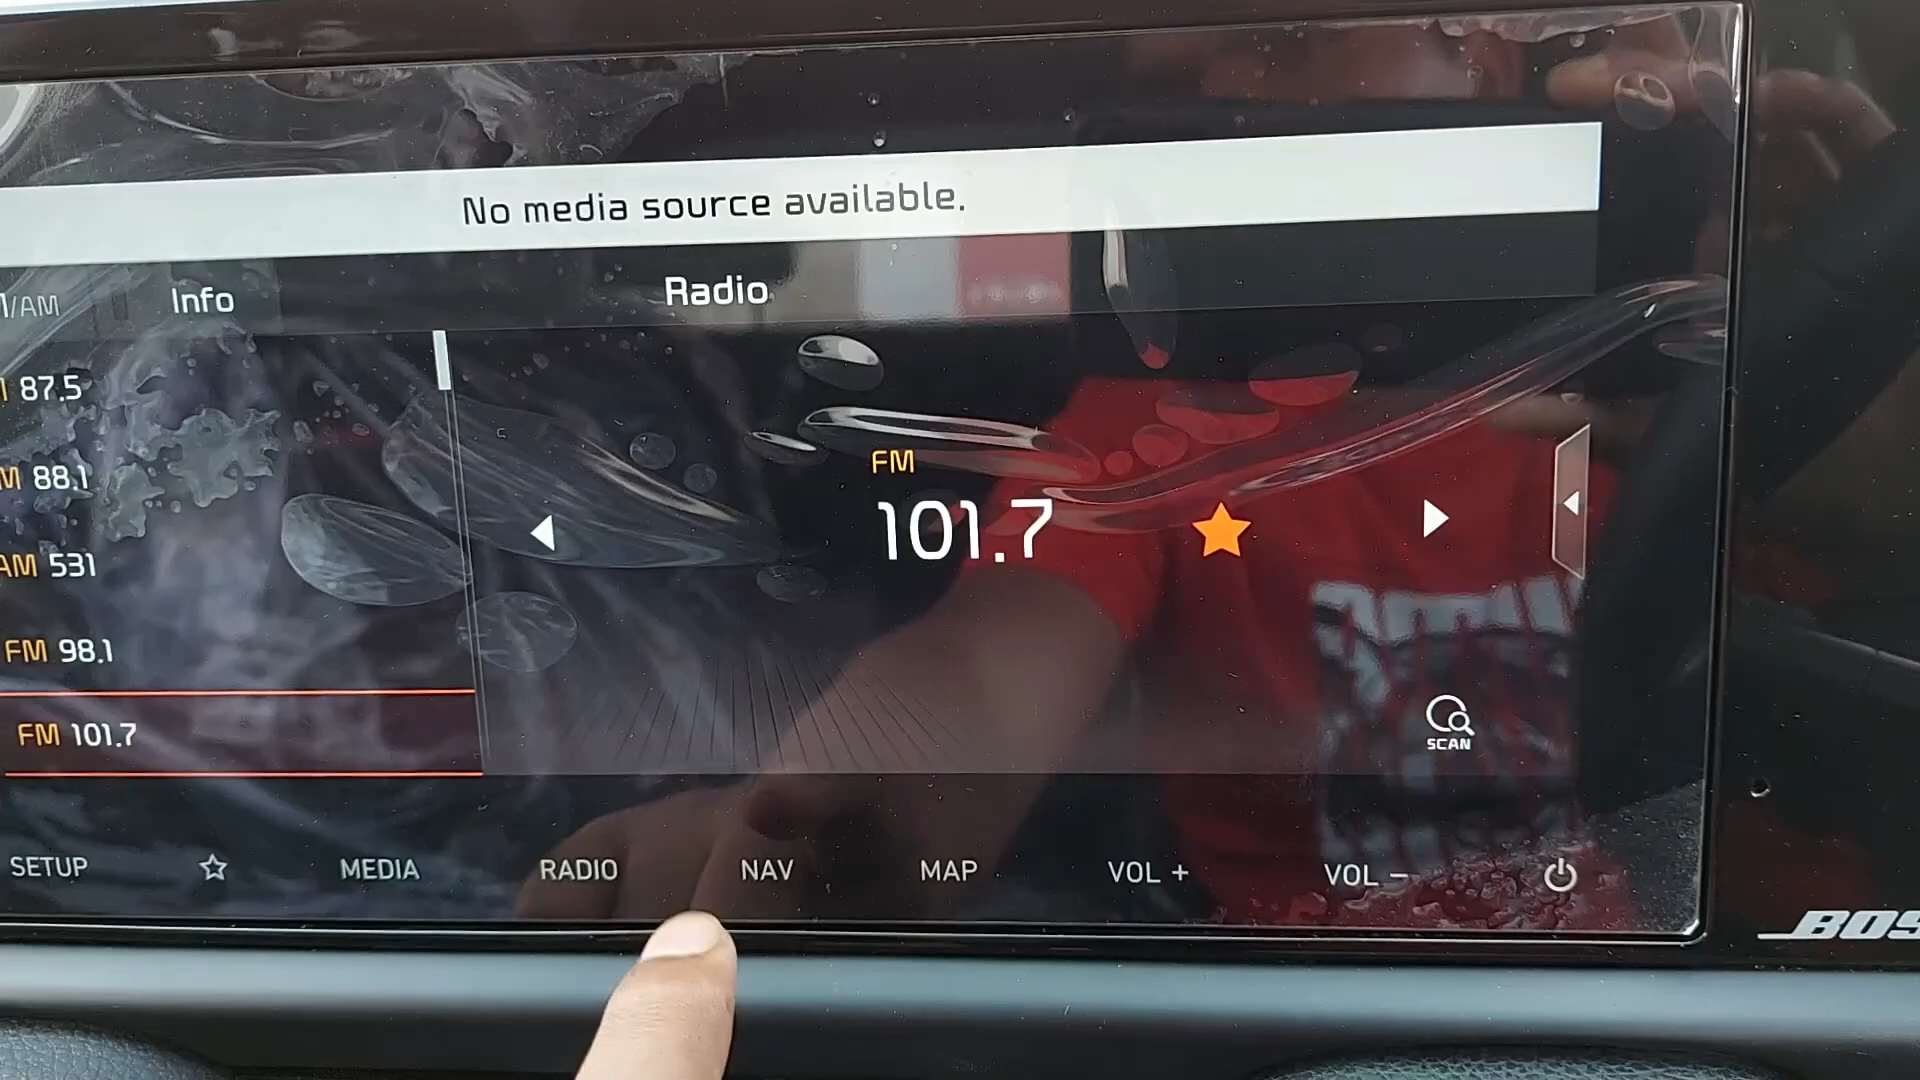 No media source available.
/AM Info Radio
87.5
M 88.1
AM 531
FM 98.1
FM 101.7
FM
101.7
SCAN
SETUP MEDIA RADIO NAV MAP VOL + VOL −
BOS